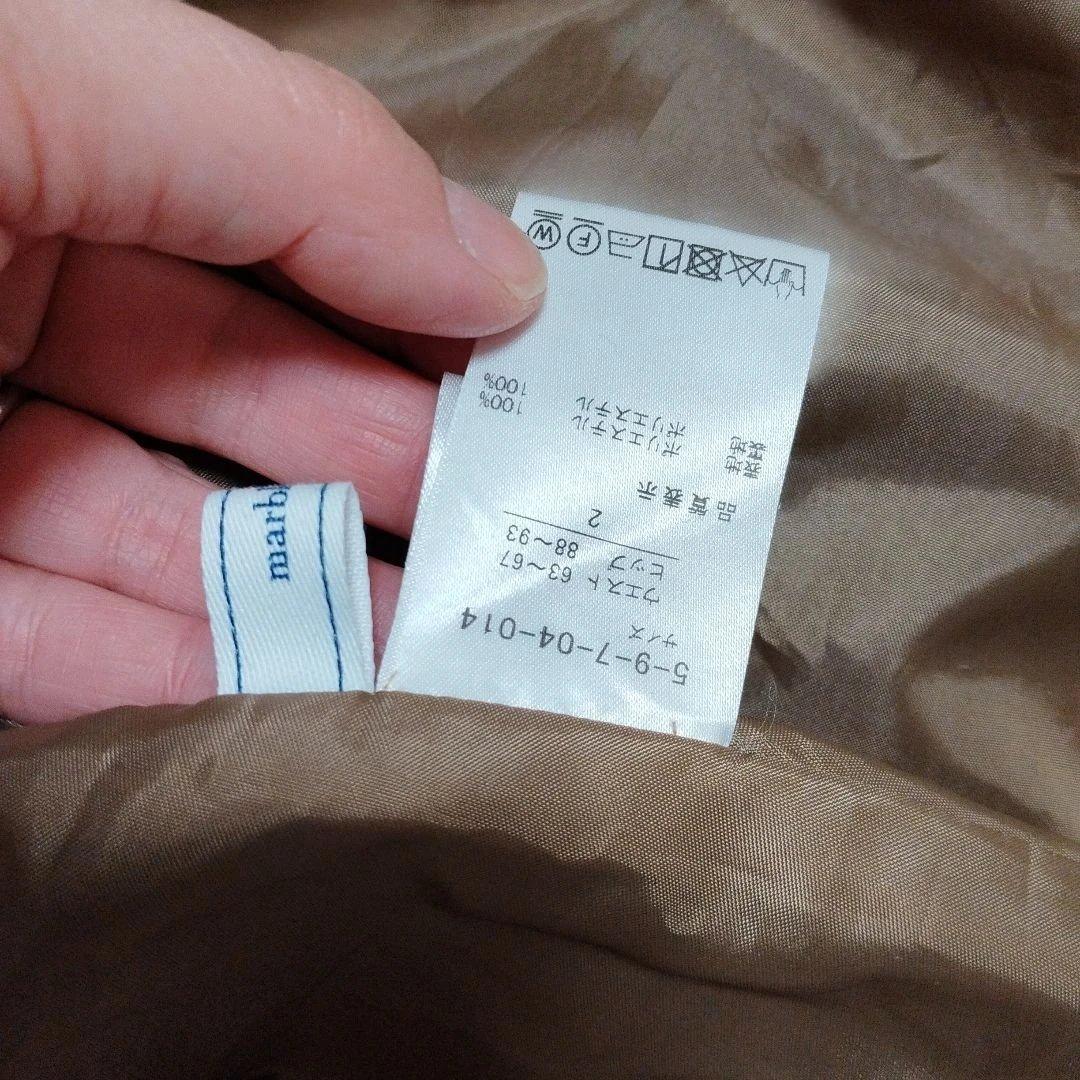 5-9-7-04-014
サイズ
ウエスト 63~67
ヒップ 88~93
2
品質表示
表地 ポリエステル 100%
裏地 ポリエステル 100%
F W
marb